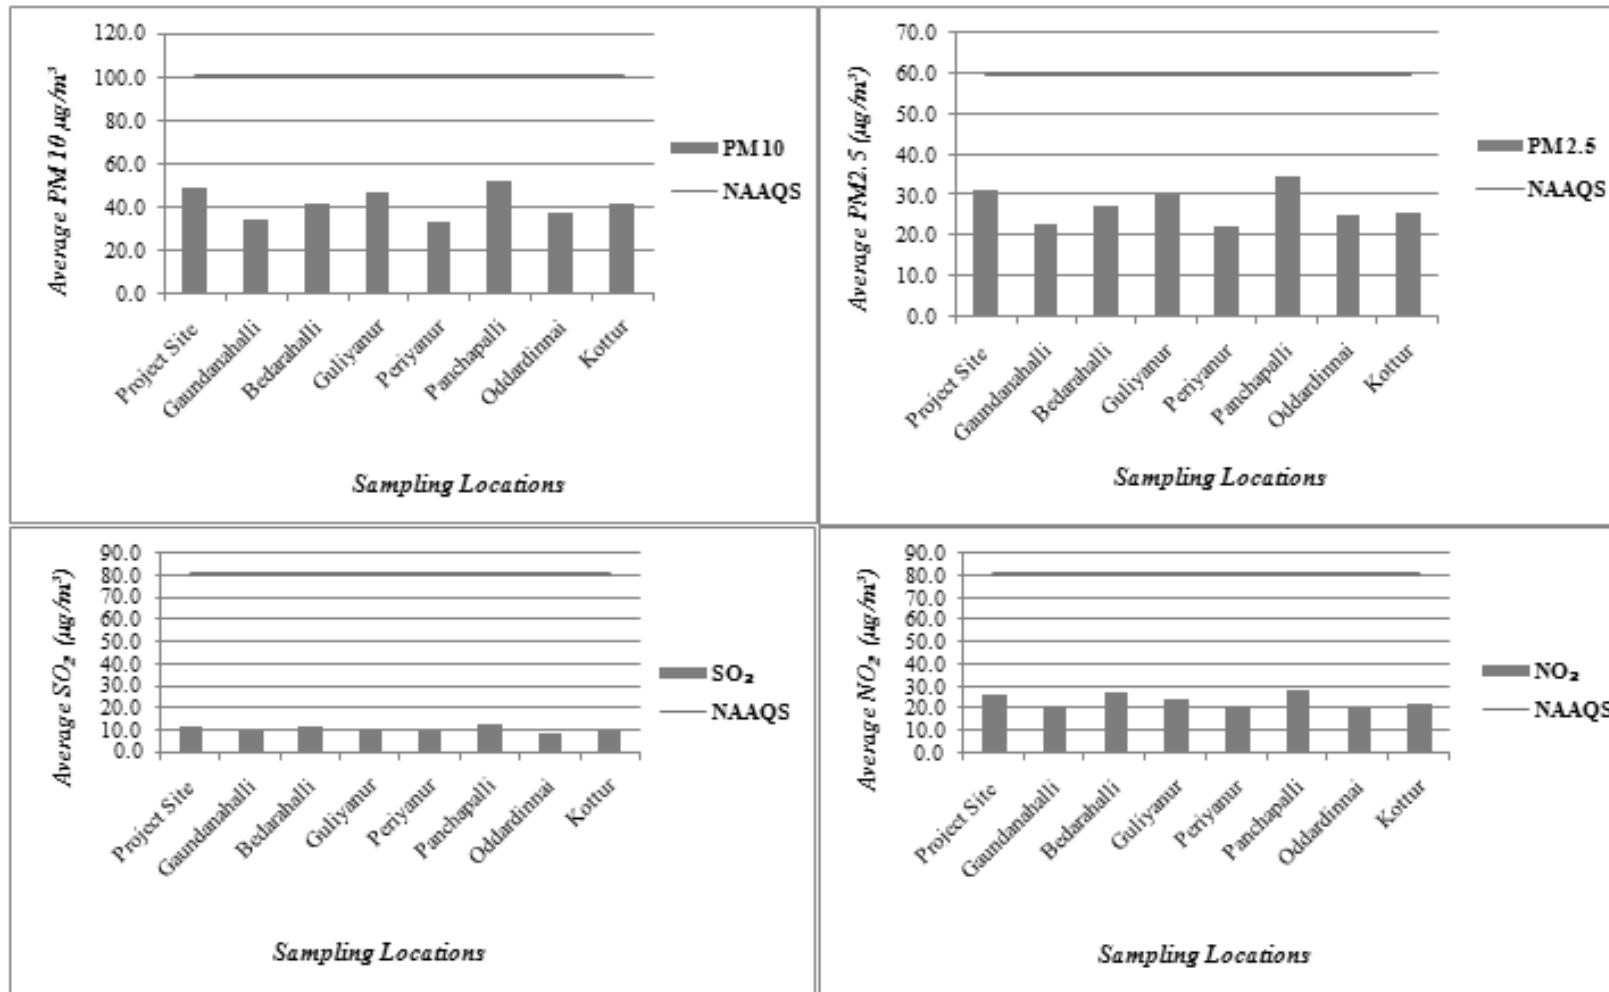 120.0
100.0
80.0
60.0
40.0
20.0
0.0
Average PM 10 µg/m³
PM10
NAAQS
Project Site
Gaundanahalli
Bedarahalli
Guliyanur
Periyanur
Panchapalli
Oddardinnai
Kottur
Sampling Locations
70.0
60.0
50.0
40.0
30.0
20.0
10.0
0.0
Average PM2.5 (µg/m³)
PM2.5
NAAQS
Project Site
Gaundanahalli
Bedarahalli
Guliyanur
Periyanur
Panchapalli
Oddardinnai
Kottur
Sampling Locations
90.0
80.0
70.0
60.0
50.0
40.0
30.0
20.0
10.0
0.0
Average SO₂ (µg/m³)
SO₂
NAAQS
Project Site
Gaundanahalli
Bedarahalli
Guliyanur
Periyanur
Panchapalli
Oddardinnai
Kottur
Sampling Locations
90.0
80.0
70.0
60.0
50.0
40.0
30.0
20.0
10.0
0.0
Average NO₂ (µg/m³)
NO₂
NAAQS
Project Site
Gaundanahalli
Bedarahalli
Guliyanur
Periyanur
Panchapalli
Oddardinnai
Kottur
Sampling Locations